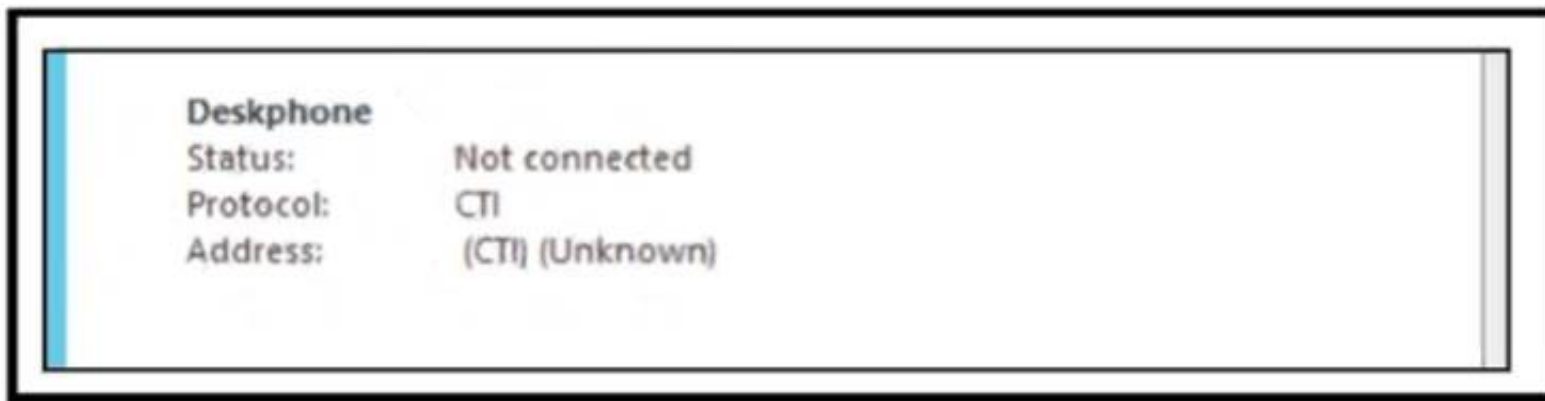 Deskphone
Status: Not connected
Protocol: CTI
Address: (CTI) (Unknown)